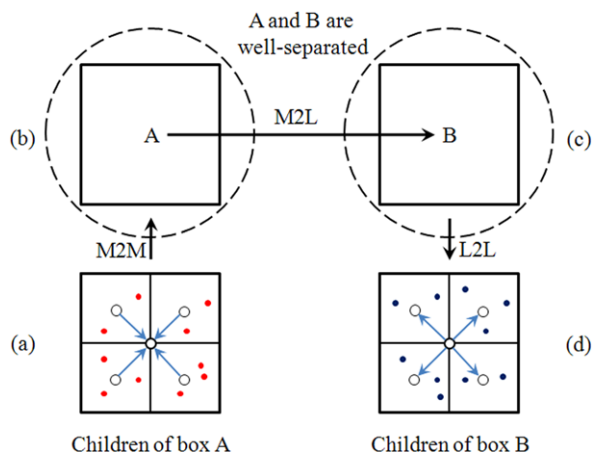 A and B are
well-separated
(b)
A
M2L
B
(c)
M2M
L2L
(a)
(d)
Children of box A
Children of box B